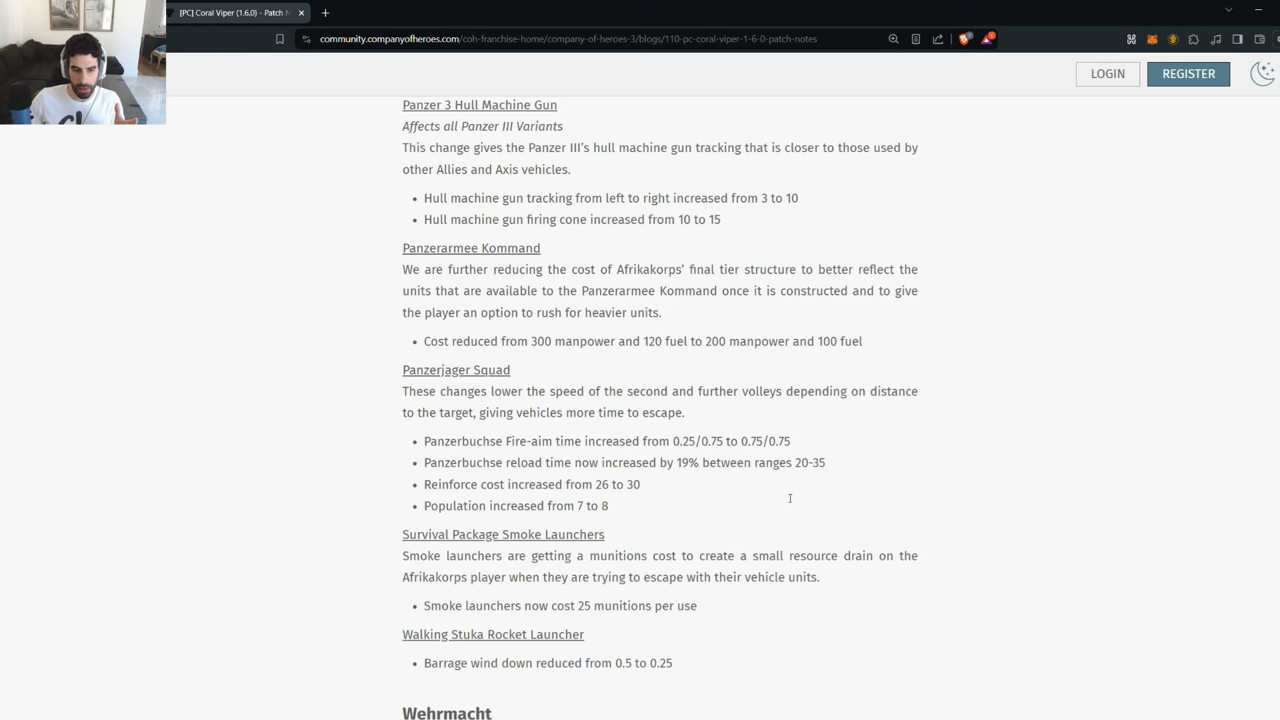 [PC] Coral Viper (1.6.0) - Patch N
community.companyofheroes.com/coh-franchise-home/company-of-heroes-3/blogs/110-pc-coral-viper-1-6-0-patch-notes
LOGIN
REGISTER
Panzer 3 Hull Machine Gun
Affects all Panzer III Variants
This change gives the Panzer III's hull machine gun tracking that is closer to those used by
other Allies and Axis vehicles.
• Hull machine gun tracking from left to right increased from 3 to 10
• Hull machine gun firing cone increased from 10 to 15
Panzerarmee Kommand
We are further reducing the cost of Afrikakorps' final tier structure to better reflect the
units that are available to the Panzerarmee Kommand once it is constructed and to give
the player an option to rush for heavier units.
• Cost reduced from 300 manpower and 120 fuel to 200 manpower and 100 fuel
Panzerjager Squad
These changes lower the speed of the second and further volleys depending on distance
to the target, giving vehicles more time to escape.
• Panzerbuchse Fire-aim time increased from 0.25/0.75 to 0.75/0.75
• Panzerbuchse reload time now increased by 19% between ranges 20-35
• Reinforce cost increased from 26 to 30
• Population increased from 7 to 8
Survival Package Smoke Launchers
Smoke launchers are getting a munitions cost to create a small resource drain on the
Afrikakorps player when they are trying to escape with their vehicle units.
• Smoke launchers now cost 25 munitions per use
Walking Stuka Rocket Launcher
• Barrage wind down reduced from 0.5 to 0.25
Wehrmacht